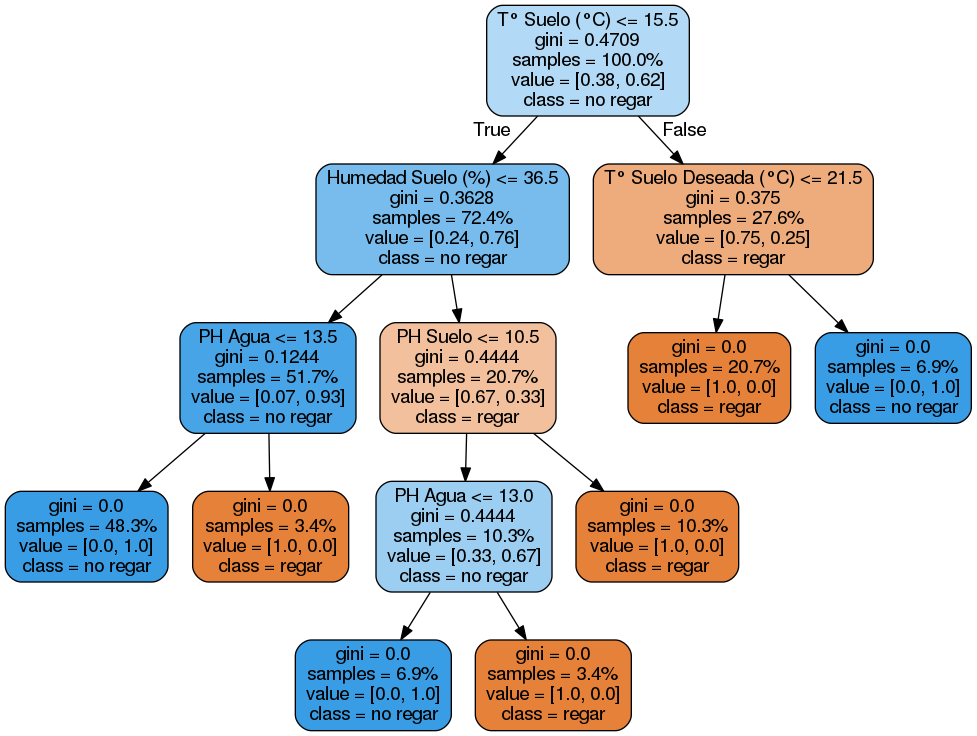 T° Suelo (°C) <= 15.5
gini = 0.4709
samples = 100.0%
value = [0.38, 0.62]
class = no regar
True
False
Humedad Suelo (%) <= 36.5
gini = 0.3628
samples = 72.4%
value = [0.24, 0.76]
class = no regar
T° Suelo Deseada (°C) <= 21.5
gini = 0.375
samples = 27.6%
value = [0.75, 0.25]
class = regar
PH Agua <= 13.5
gini = 0.1244
samples = 51.7%
value = [0.07, 0.93]
class = no regar
PH Suelo <= 10.5
gini = 0.4444
samples = 20.7%
value = [0.67, 0.33]
class = regar
gini = 0.0
samples = 20.7%
value = [1.0, 0.0]
class = regar
gini = 0.0
samples = 6.9%
value = [0.0, 1.0]
class = no regar
gini = 0.0
samples = 48.3%
value = [0.0, 1.0]
class = no regar
gini = 0.0
samples = 3.4%
value = [1.0, 0.0]
class = regar
PH Agua <= 13.0
gini = 0.4444
samples = 10.3%
value = [0.33, 0.67]
class = no regar
gini = 0.0
samples = 10.3%
value = [1.0, 0.0]
class = regar
gini = 0.0
samples = 6.9%
value = [0.0, 1.0]
class = no regar
gini = 0.0
samples = 3.4%
value = [1.0, 0.0]
class = regar